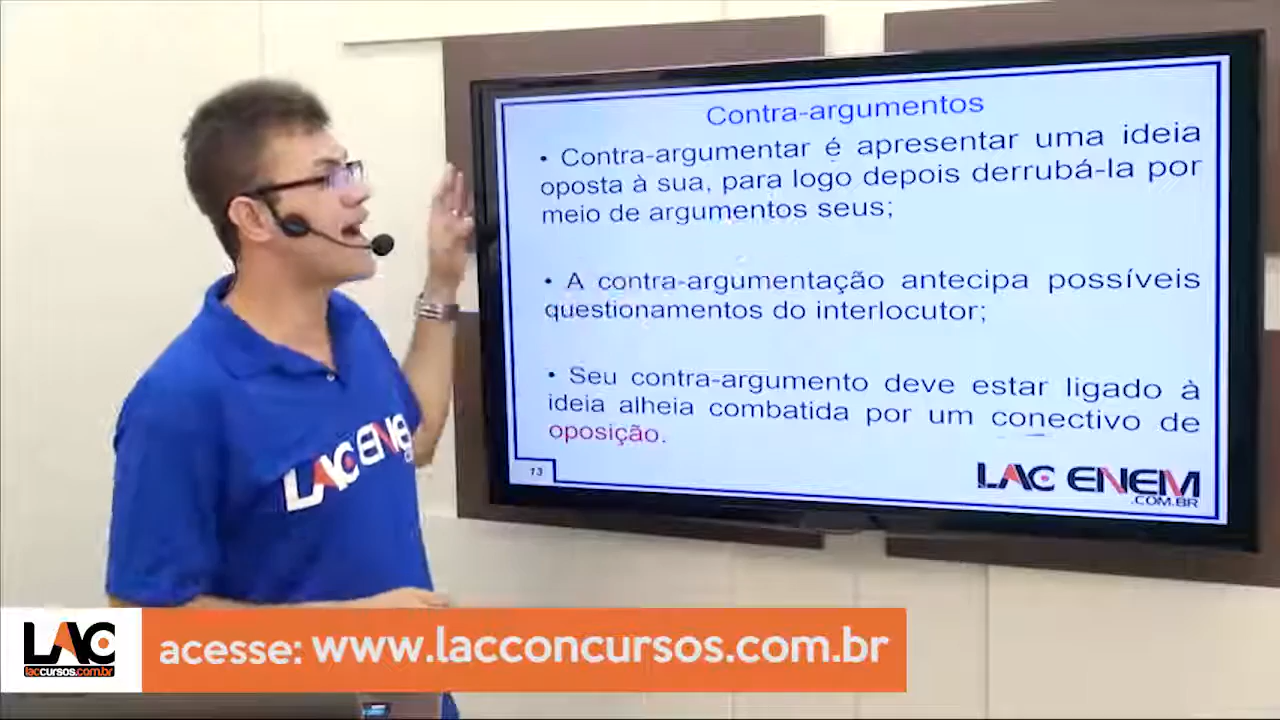 Contra-argumentos
• Contra-argumentar é apresentar uma ideia
oposta à sua, para logo depois derrubá-la por
meio de argumentos seus;
• A contra-argumentação antecipa possíveis
questionamentos do interlocutor;
• Seu contra-argumento deve estar ligado à
ideia alheia combatida por um conectivo de
oposição.
13
LAC ENEM
.COM.BR
LAC ENEM
LAC
laccursos.com.br
acesse: www.lacconcursos.com.br